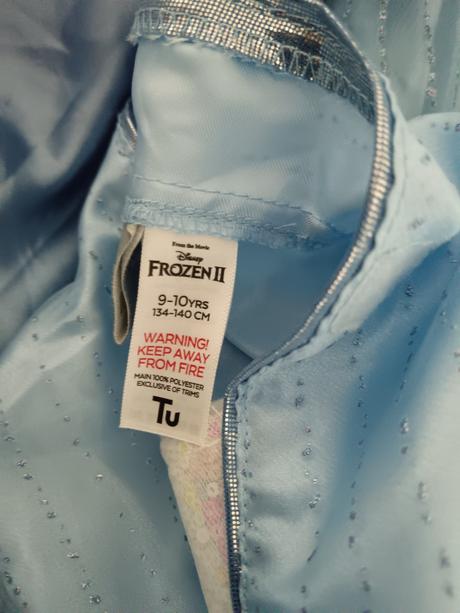 From the Movie
Disney
FROZEN II
9-10YRS
134-140 CM
WARNING!
KEEP AWAY
FROM FIRE
MAIN 100% POLYESTER
EXCLUSIVE OF TRIMS
Tu